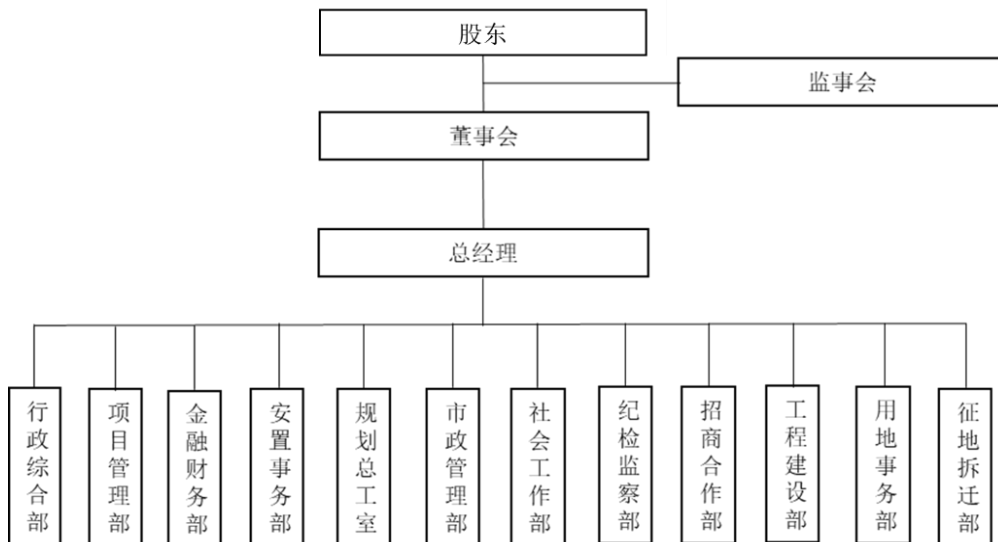 股东
监事会
董事会
总经理
行政综合部
项目管理部
金融财务部
安置事务部
规划总工室
市政管理部
社会工作部
纪检监察部
招商合作部
工程建设部
用地事务部
征地拆迁部